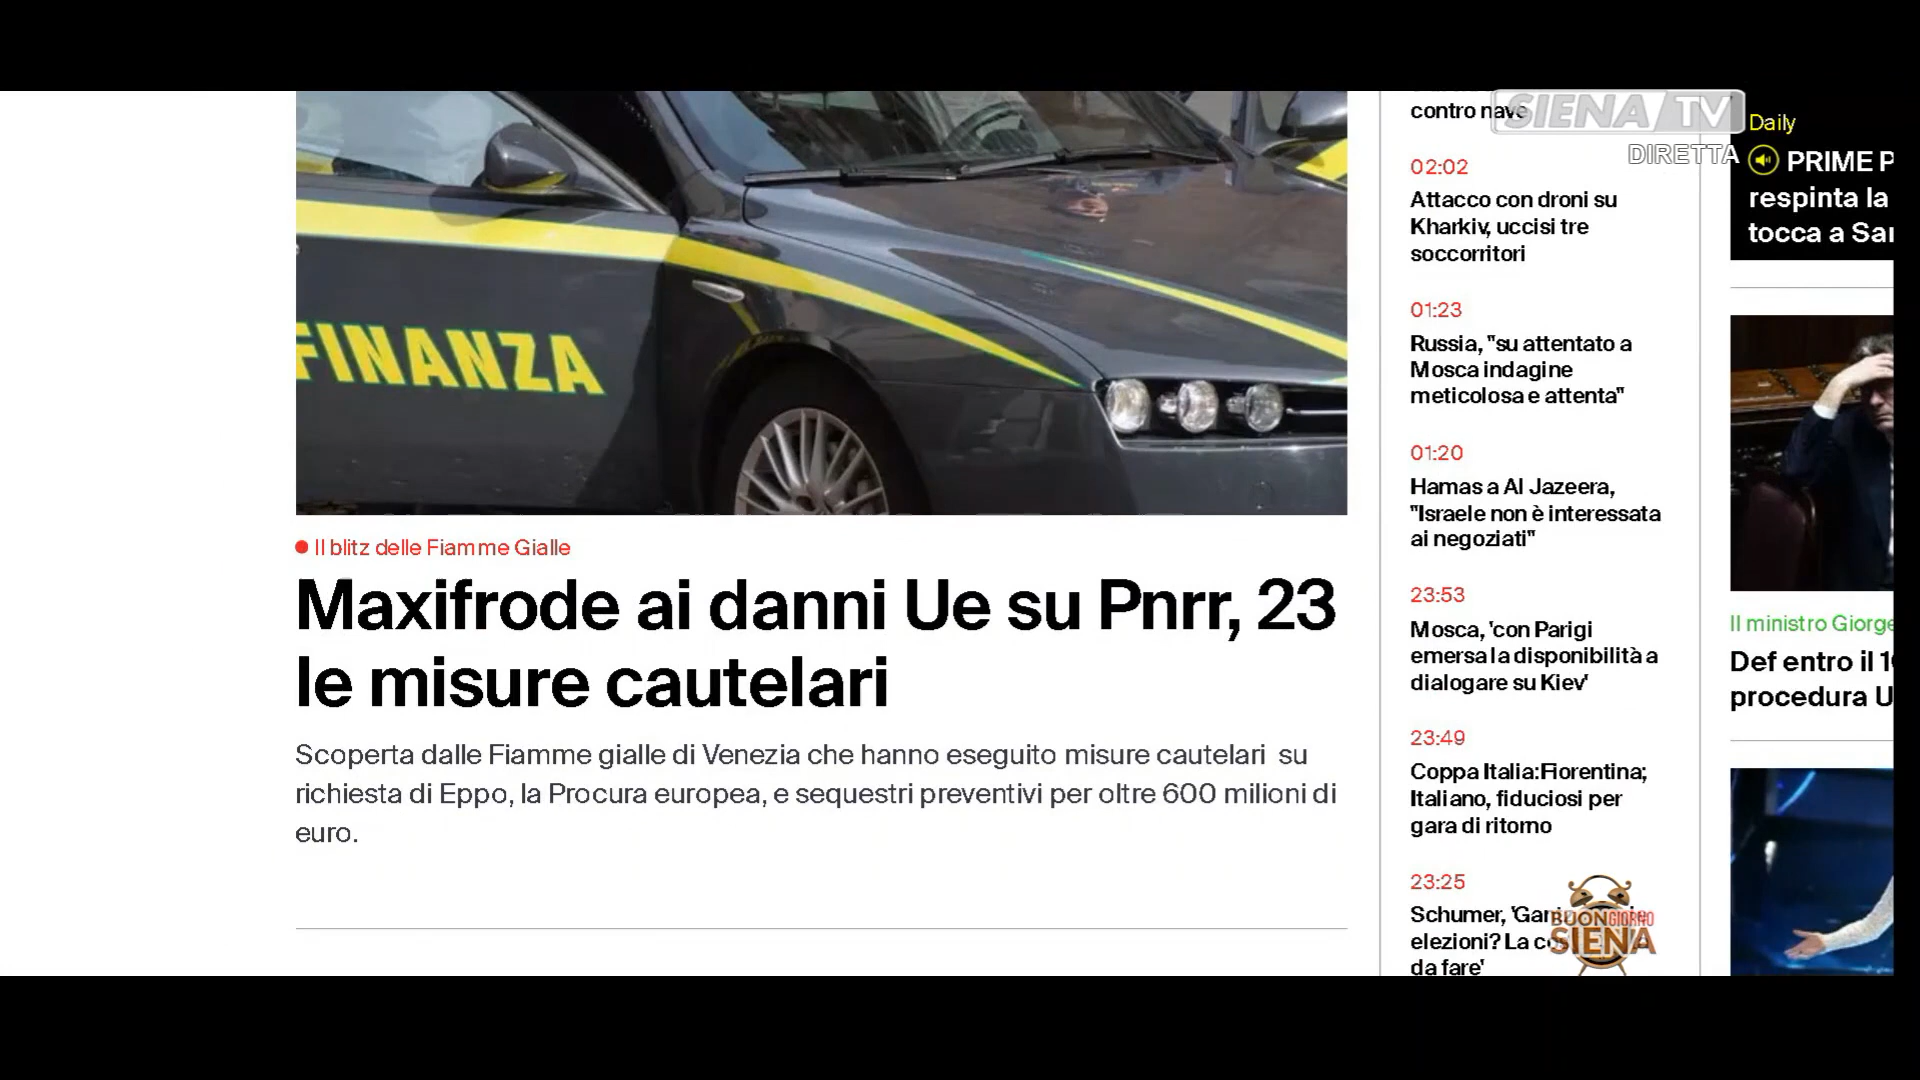 FINANZA
Il blitz delle Fiamme Gialle
Maxifrode ai danni Ue su Pnrr, 23
le misure cautelari
Scoperta dalle Fiamme gialle di Venezia che hanno eseguito misure cautelari su
richiesta di Eppo, la Procura europea, e sequestri preventivi per oltre 600 milioni di
euro.
contro nave
02:02
Attacco con droni su
Kharkiv, uccisi tre
soccorritori
01:23
Russia, "su attentato a
Mosca indagine
meticolosa e attenta"
01:20
Hamas a Al Jazeera,
"Israele non è interessata
ai negoziati"
23:53
Mosca, 'con Parigi
emersa la disponibilità a
dialogare su Kiev'
23:49
Coppa Italia:Fiorentina;
Italiano, fiduciosi per
gara di ritorno
23:25
Schumer,
elezioni? La
da fare'
BUONGIORNO
SIENA
SIENA TV
DIRETTA
Daily
PRIME P
respinta la
tocca a Sa
Il ministro Giorge
Def entro il 1
procedura U